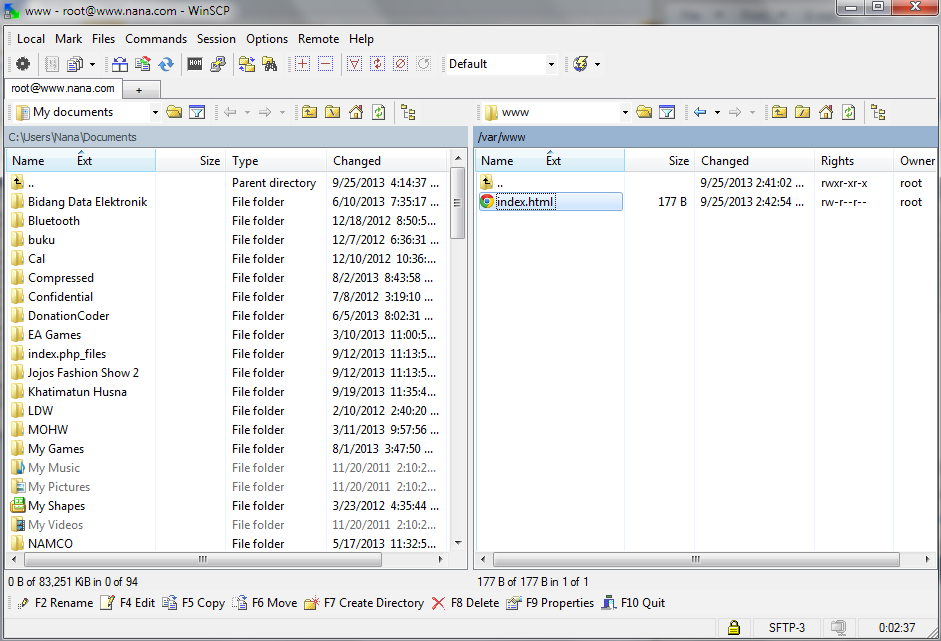 www - root@www.nana.com - WinSCP
Local Mark Files Commands Session Options Remote Help
Default
root@www.nana.com +
My documents www
C:\Users\Nana\Documents /var/www
Name Ext Size Type Changed Name Ext Size Changed Rights Owner
.. Parent directory 9/25/2013 4:14:37 ... .. 9/25/2013 2:41:02 ... rwxr-xr-x root
Bidang Data Elektronik File folder 6/10/2013 7:35:17 ... index.html 177 B 9/25/2013 2:42:54 ... rw-r--r-- root
Bluetooth File folder 12/18/2012 8:50:5...
buku File folder 12/7/2012 6:36:31 ...
Cal File folder 12/10/2012 10:36:...
Compressed File folder 8/2/2013 8:43:58 ...
Confidential File folder 7/8/2012 3:19:10 ...
DonationCoder File folder 6/5/2013 8:02:31 ...
EA Games File folder 3/10/2013 11:00:5...
index.php_files File folder 9/12/2013 11:13:5...
Jojos Fashion Show 2 File folder 9/12/2013 11:13:5...
Khatimatun Husna File folder 9/19/2013 11:35:4...
LDW File folder 2/10/2012 2:40:20 ...
MOHW File folder 3/11/2013 9:57:56 ...
My Games File folder 8/1/2013 3:47:50 ...
My Music File folder 11/20/2011 2:10:2...
My Pictures File folder 11/20/2011 2:10:2...
My Shapes File folder 3/23/2012 4:35:44 ...
My Videos File folder 11/20/2011 2:10:2...
NAMCO File folder 5/17/2013 11:32:5...
0 B of 83,251 KiB in 0 of 94 177 B of 177 B in 1 of 1
F2 Rename F4 Edit F5 Copy F6 Move F7 Create Directory F8 Delete F9 Properties F10 Quit
SFTP-3 0:02:37